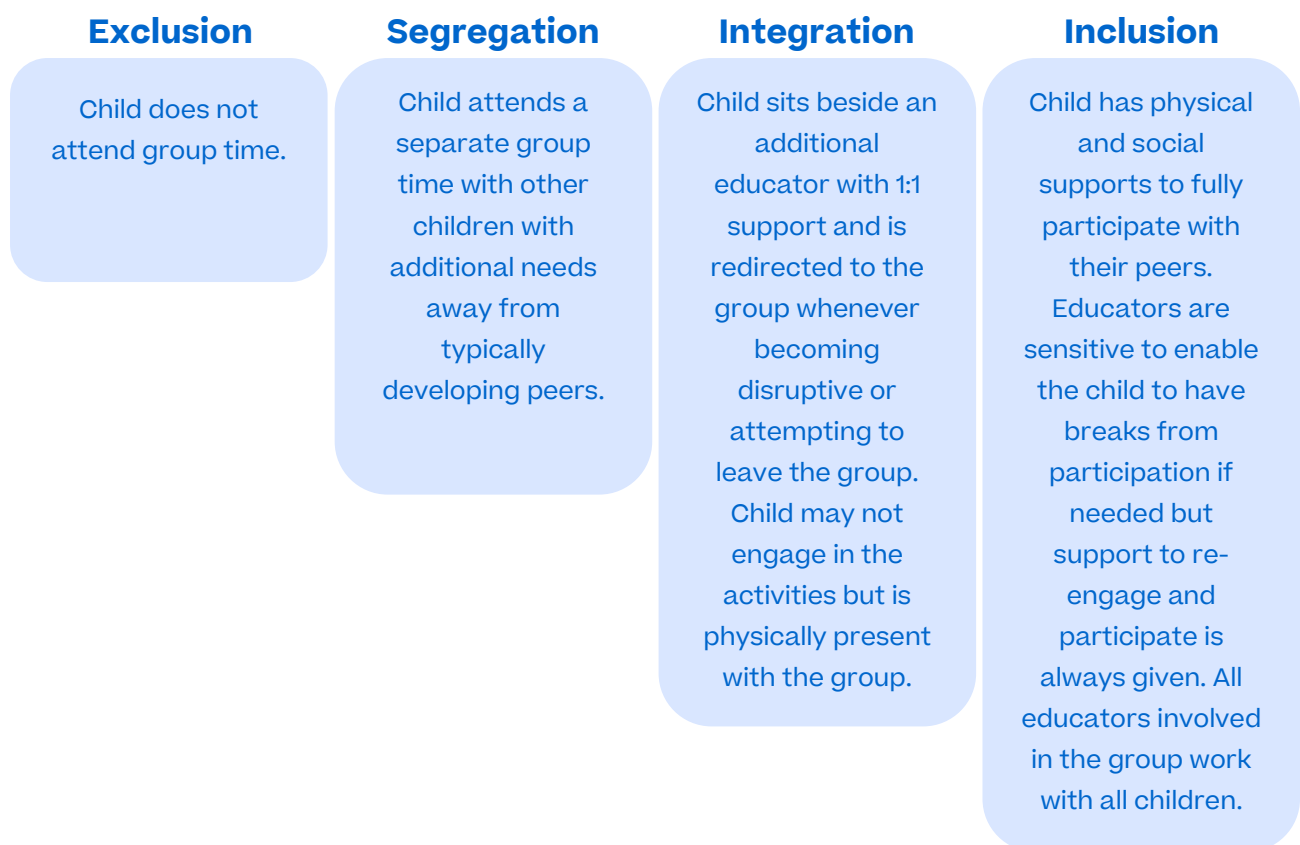 Exclusion
Child does not
attend group time.
Segregation
Child attends a
separate group
time with other
children with
additional needs
away from
typically
developing peers.
Integration
Child sits beside an
additional
educator with 1:1
support and is
redirected to the
group whenever
becoming
disruptive or
attempting to
leave the group.
Child may not
engage in the
activities but is
physically present
with the group.
Inclusion
Child has physical
and social
supports to fully
participate with
their peers.
Educators are
sensitive to enable
the child to have
breaks from
participation if
needed but
support to re-
engage and
participate is
always given. All
educators involved
in the group work
with all children.